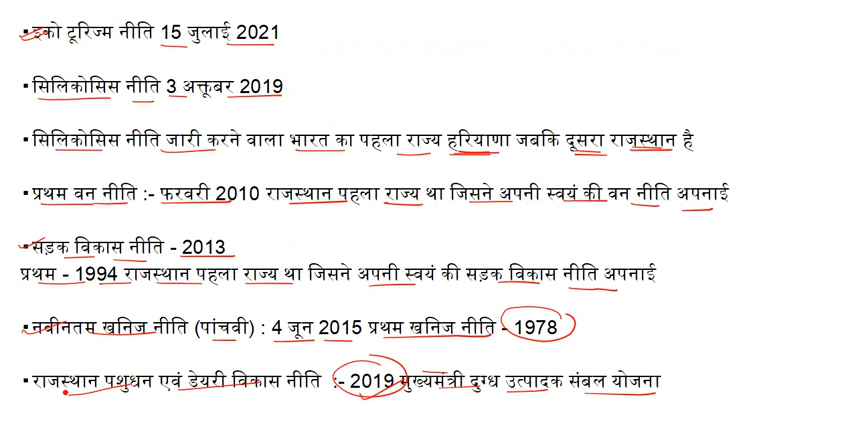 ▪ इको टूरिज्म नीति 15 जुलाई 2021
▪ सिलिकोसिस नीति 3 अक्तूबर 2019
▪ सिलिकोसिस नीति जारी करने वाला भारत का पहला राज्य हरियाणा जबकि दूसरा राजस्थान है
▪ प्रथम वन नीति :- फरवरी 2010 राजस्थान पहला राज्य था जिसने अपनी स्वयं की वन नीति अपनाई
▪ सड़क विकास नीति - 2013
प्रथम - 1994 राजस्थान पहला राज्य था जिसने अपनी स्वयं की सड़क विकास नीति अपनाई
▪ नवीनतम खनिज नीति (पांचवी) : 4 जून 2015 प्रथम खनिज नीति - 1978
▪ राजस्थान पशुधन एवं डेयरी विकास नीति :- 2019 मुख्यमंत्री दुग्ध उत्पादक संबल योजना